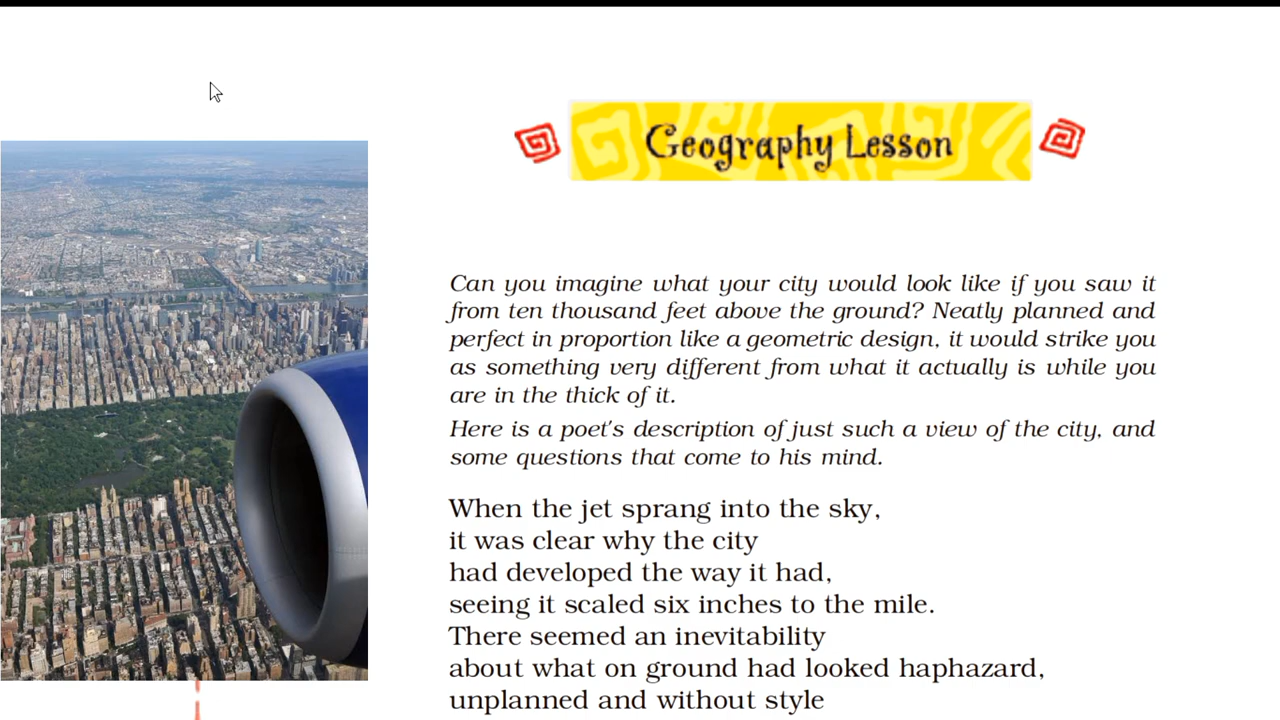 Geography Lesson
Can you imagine what your city would look like if you saw it
from ten thousand feet above the ground? Neatly planned and
perfect in proportion like a geometric design, it would strike you
as something very different from what it actually is while you
are in the thick of it.
Here is a poet's description of just such a view of the city, and
some questions that come to his mind.
When the jet sprang into the sky,
it was clear why the city
had developed the way it had,
seeing it scaled six inches to the mile.
There seemed an inevitability
about what on ground had looked haphazard,
unplanned and without style